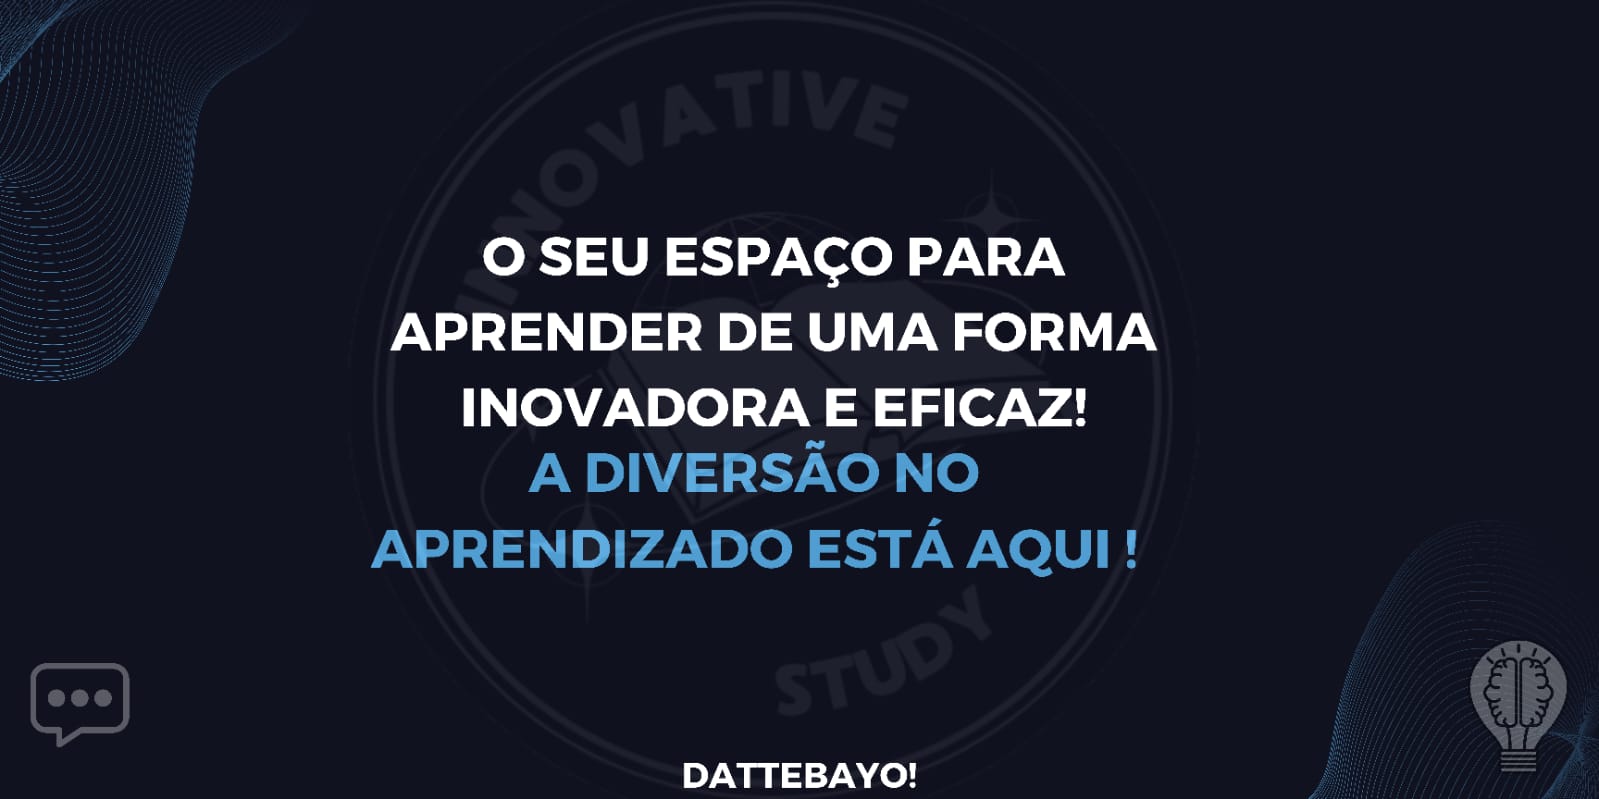 INNOVATIVE
O SEU ESPAÇO PARA
APRENDER DE UMA FORMA
INOVADORA E EFICAZ!
A DIVERSÃO NO
APRENDIZADO ESTÁ AQUI !
STUDY
DATTEBAYO!